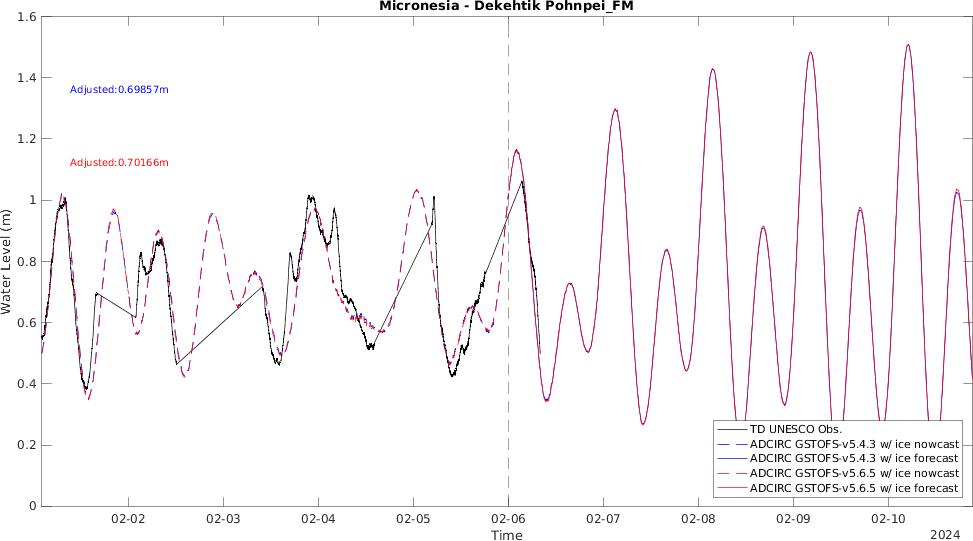 Micronesia - Dekehtik Pohnpei_FM
1.6
1.4
1.2
1
0.8
0.6
0.4
0.2
0
Water Level (m)
Adjusted:0.69857m
Adjusted:0.70166m
TD UNESCO Obs.
ADCIRC GSTOFS-v5.4.3 w/ ice nowcast
ADCIRC GSTOFS-v5.4.3 w/ ice forecast
ADCIRC GSTOFS-v5.6.5 w/ ice nowcast
ADCIRC GSTOFS-v5.6.5 w/ ice forecast
02-02 02-03 02-04 02-05 02-06 02-07 02-08 02-09 02-10
Time
2024